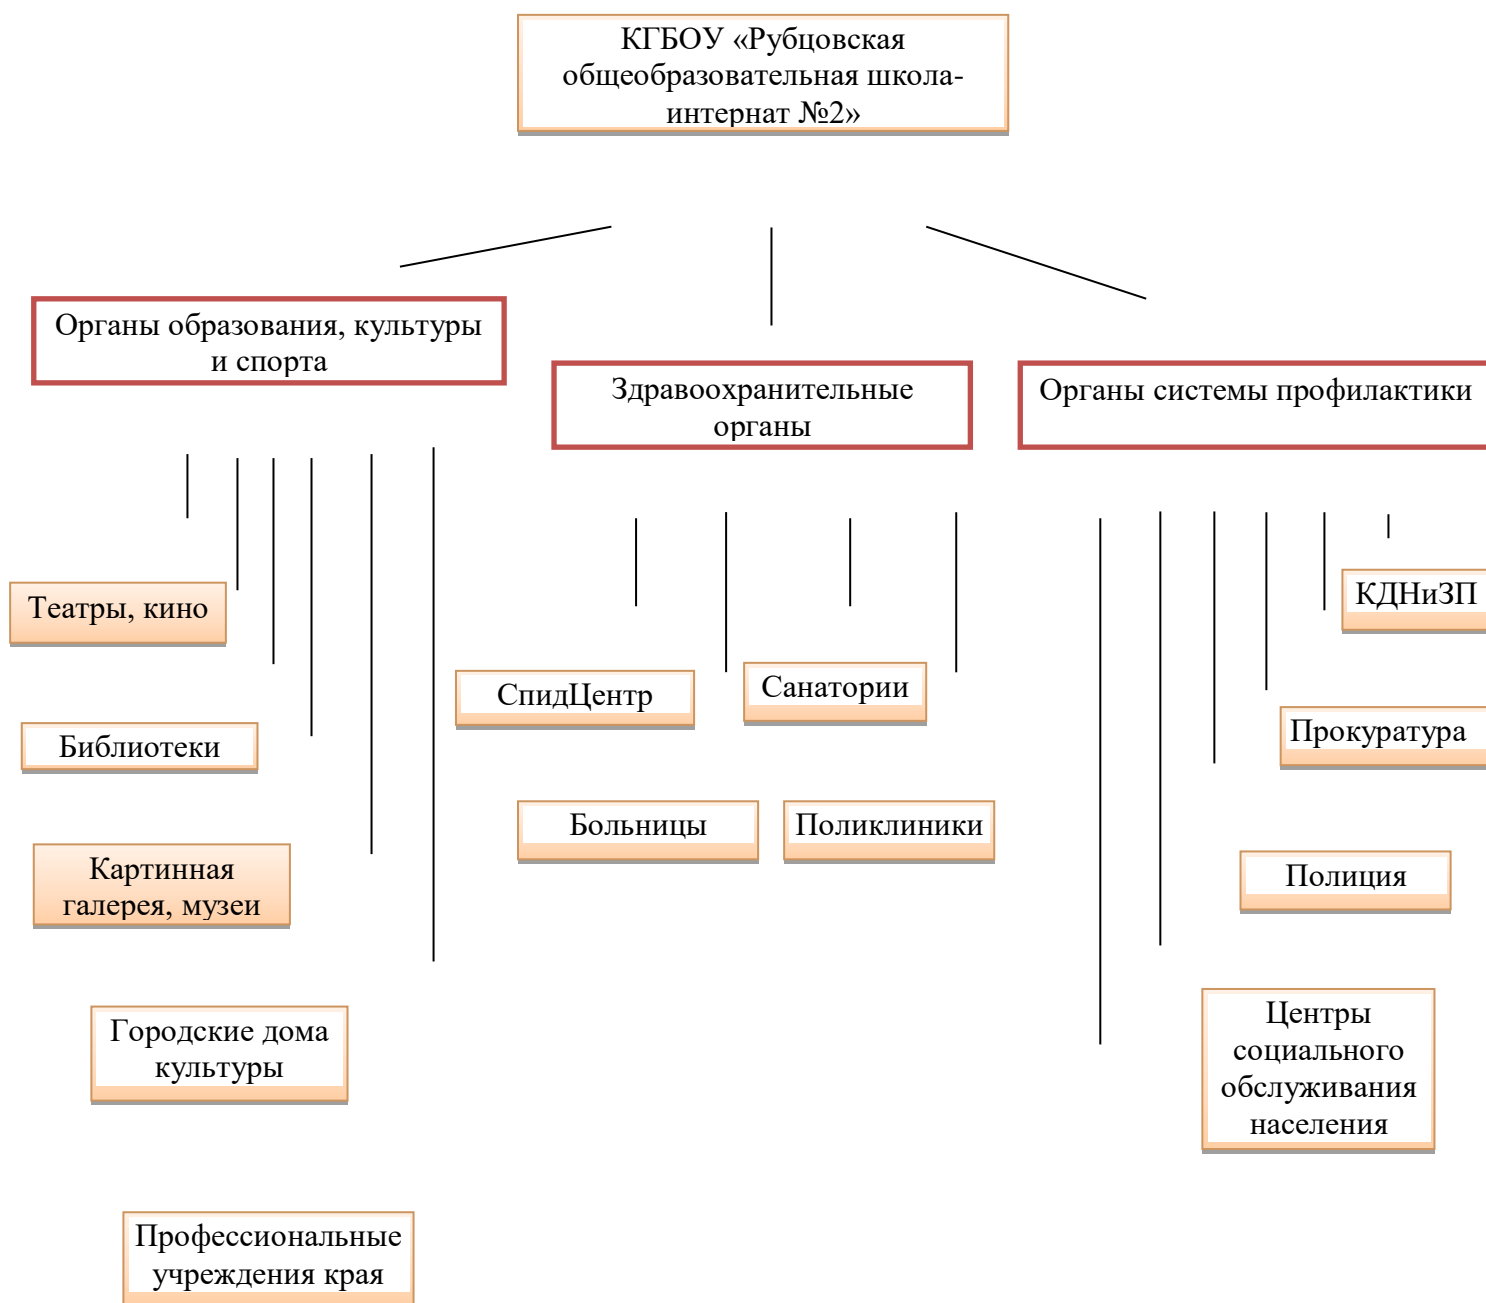 КГБОУ «Рубцовская
общеобразовательная школа-
интернат №2»
Органы образования, культуры
и спорта
Здравоохранительные
органы
Органы системы профилактики
Театры, кино
Библиотеки
Картинная
галерея, музеи
Городские дома
культуры
Профессиональные
учреждения края
СпидЦентр
Санатории
Больницы
Поликлиники
КДНиЗП
Прокуратура
Полиция
Центры
социального
обслуживания
населения